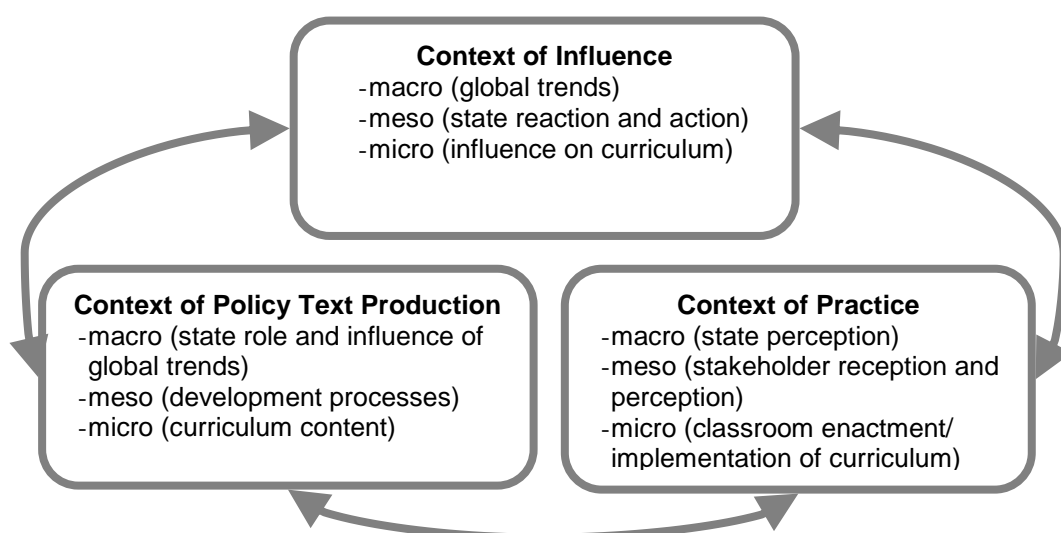 Context of Influence
-macro (global trends)
-meso (state reaction and action)
-micro (influence on curriculum)
Context of Policy Text Production
-macro (state role and influence of
global trends)
-meso (development processes)
-micro (curriculum content)
Context of Practice
-macro (state perception)
-meso (stakeholder reception and
perception)
-micro (classroom enactment/
implementation of curriculum)